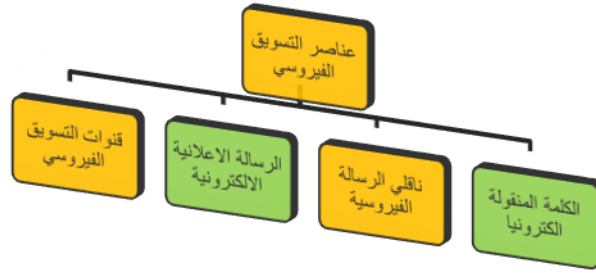 عناصر التسويق
الفيروسي
الكلمة المنقولة
الكترونيا
ناقلي الرسالة
الفيروسية
الرسالة الاعلانية
الالكترونية
قنوات التسويق
الفيروسي